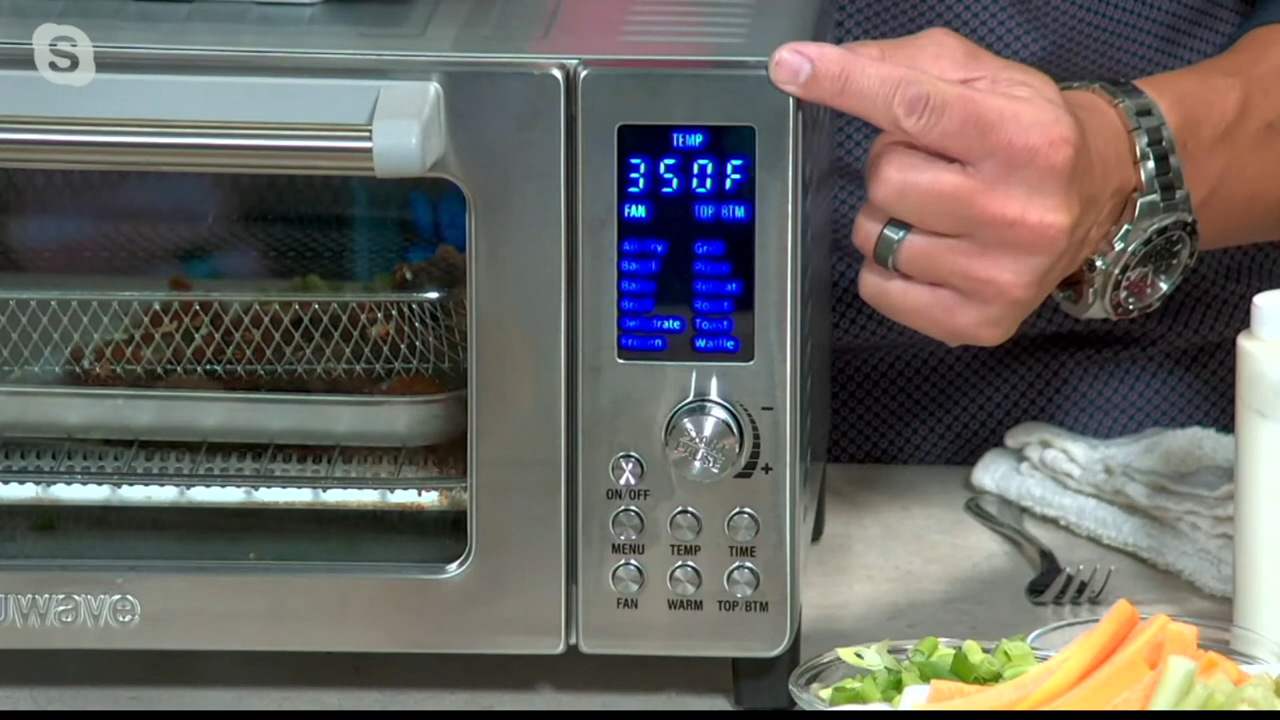 S
TEMP
350F
FAN TOP BTM
Airfry Grill
Bagel Pizza
Bake Reheat
Broil Roast
Dehydrate Toast
Frozen Waffle
-
+
ON/OFF
MENU TEMP TIME
FAN WARM TOP/BTM
uwave